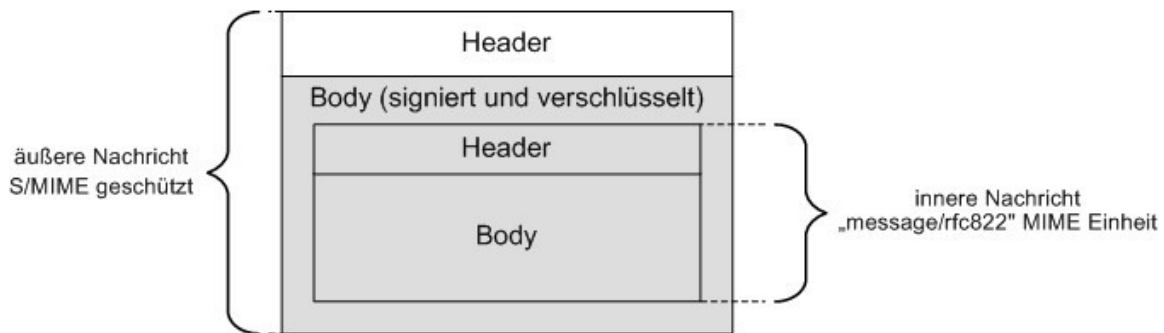 Header
Body (signiert und verschlüsselt)
Header
Body
äußere Nachricht
S/MIME geschützt
innere Nachricht
„message/rfc822" MIME Einheit